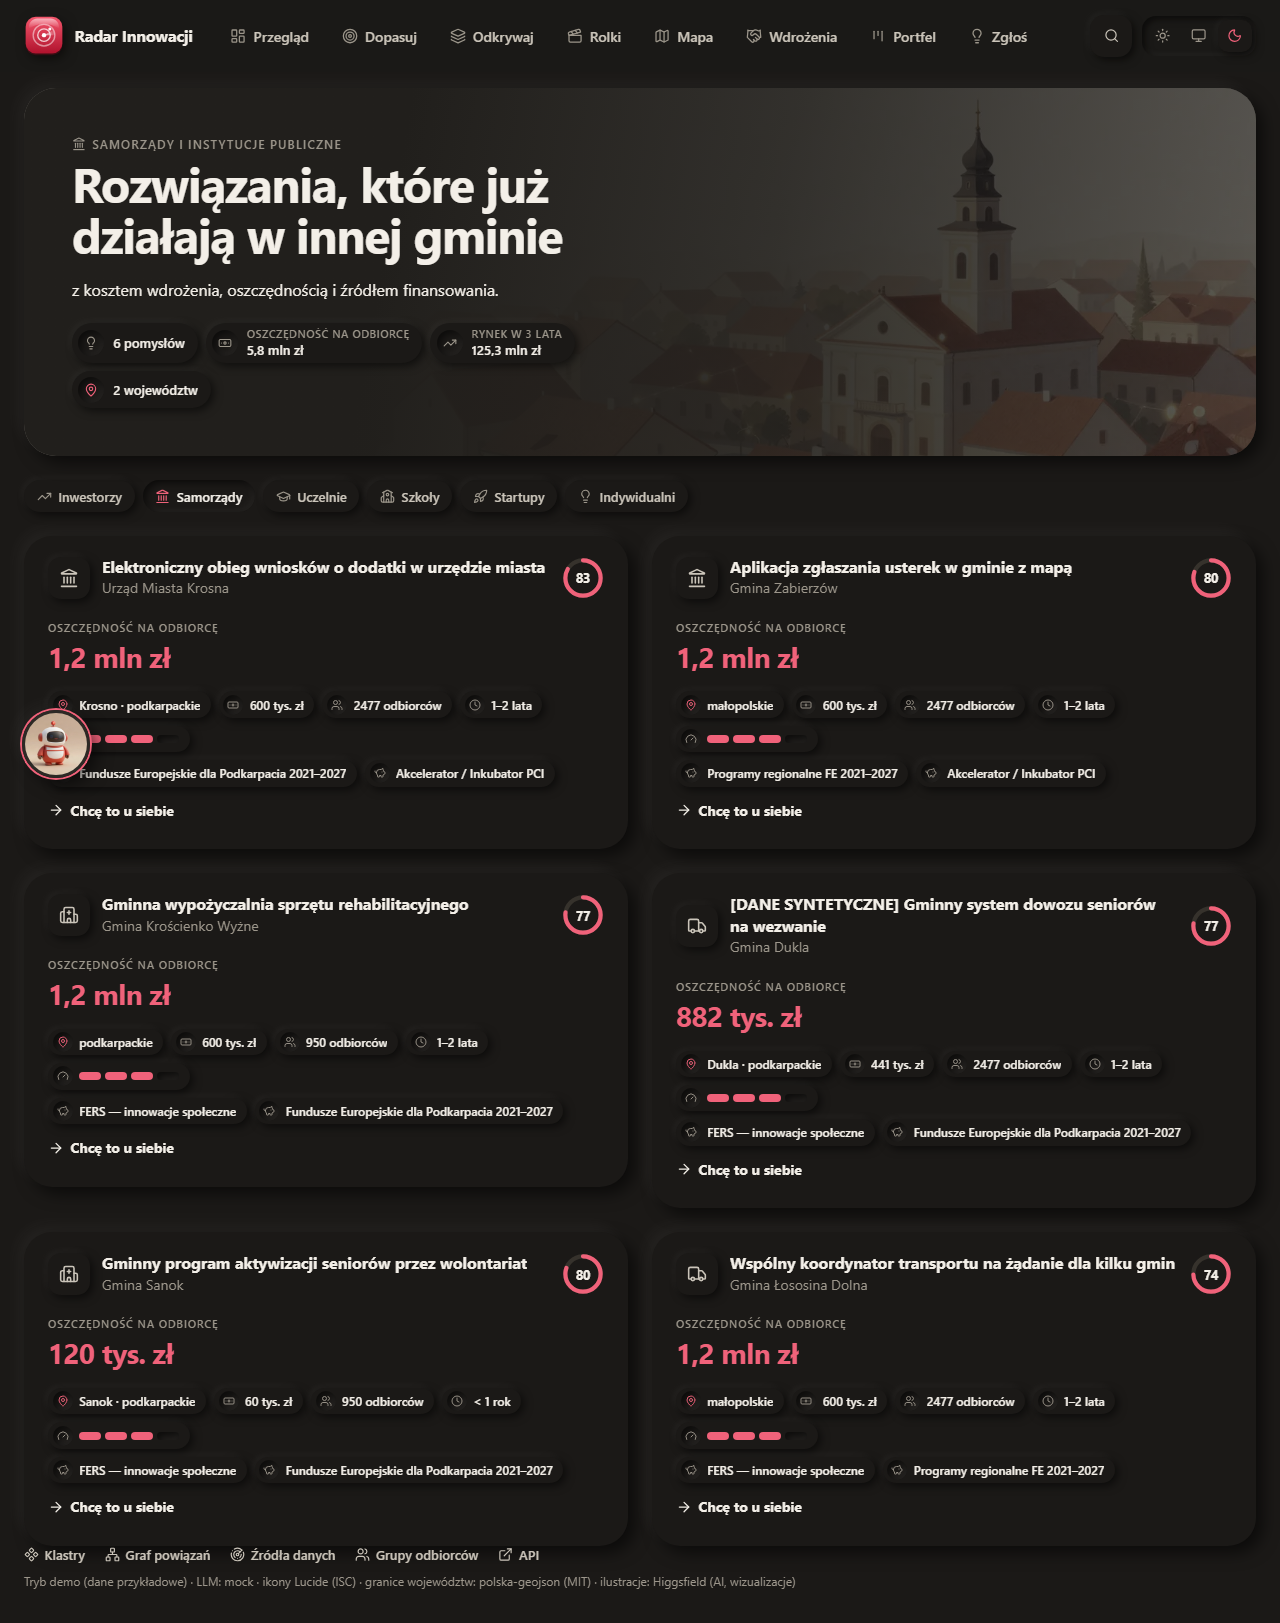 Radar Innowacji
Przegląd
Dopasuj
Odkrywaj
Rolki
Mapa
Wdrożenia
Portfel
Zgłoś
SAMORZĄDY I INSTYTUCJE PUBLICZNE
Rozwiązania, które już
działają w innej gminie
z kosztem wdrożenia, oszczędnością i źródłem finansowania.
6 pomysłów
OSZCZĘDNOŚĆ NA ODBIORCĘ
5,8 mln zł
RYNEK W 3 LATA
125,3 mln zł
2 województw
Inwestorzy
Samorządy
Uczelnie
Szkoły
Startupy
Indywidualni
Elektroniczny obieg wniosków o dodatki w urzędzie miasta
Urząd Miasta Krosna
83
OSZCZĘDNOŚĆ NA ODBIORCĘ
1,2 mln zł
Krosno · podkarpackie
600 tys. zł
2477 odbiorców
1–2 lata
Fundusze Europejskie dla Podkarpacia 2021–2027
Akcelerator / Inkubator PCI
Chcę to u siebie
Aplikacja zgłaszania usterek w gminie z mapą
Gmina Zabierzów
80
OSZCZĘDNOŚĆ NA ODBIORCĘ
1,2 mln zł
małopolskie
600 tys. zł
2477 odbiorców
1–2 lata
Programy regionalne FE 2021–2027
Akcelerator / Inkubator PCI
Chcę to u siebie
Gminna wypożyczalnia sprzętu rehabilitacyjnego
Gmina Krościenko Wyżne
77
OSZCZĘDNOŚĆ NA ODBIORCĘ
1,2 mln zł
podkarpackie
600 tys. zł
950 odbiorców
1–2 lata
FERS — innowacje społeczne
Fundusze Europejskie dla Podkarpacia 2021–2027
Chcę to u siebie
[DANE SYNTETYCZNE] Gminny system dowozu seniorów
na wezwanie
Gmina Dukla
77
OSZCZĘDNOŚĆ NA ODBIORCĘ
882 tys. zł
Dukla · podkarpackie
441 tys. zł
2477 odbiorców
1–2 lata
FERS — innowacje społeczne
Fundusze Europejskie dla Podkarpacia 2021–2027
Chcę to u siebie
Gminny program aktywizacji seniorów przez wolontariat
Gmina Sanok
80
OSZCZĘDNOŚĆ NA ODBIORCĘ
120 tys. zł
Sanok · podkarpackie
60 tys. zł
950 odbiorców
< 1 rok
FERS — innowacje społeczne
Fundusze Europejskie dla Podkarpacia 2021–2027
Chcę to u siebie
Wspólny koordynator transportu na żądanie dla kilku gmin
Gmina Łososina Dolna
74
OSZCZĘDNOŚĆ NA ODBIORCĘ
1,2 mln zł
małopolskie
600 tys. zł
2477 odbiorców
1–2 lata
FERS — innowacje społeczne
Programy regionalne FE 2021–2027
Chcę to u siebie
Klastry
Graf powiązań
Źródła danych
Grupy odbiorców
API
Tryb demo (dane przykładowe) · LLM: mock · ikony Lucide (ISC) · granice województw: polska-geojson (MIT) · ilustracje: Higgsfield (AI, wizualizacje)